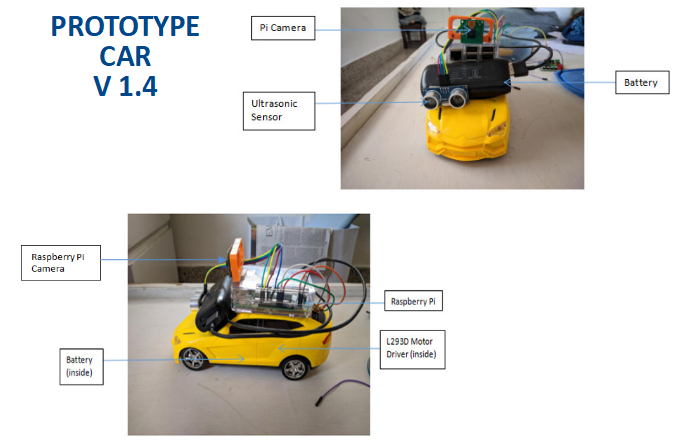 PROTOTYPE
CAR
V 1.4
Pi Camera
Battery
Ultrasonic
Sensor
Raspberry Pi
Camera
Raspberry Pi
L293D Motor
Driver (inside)
Battery
(inside)